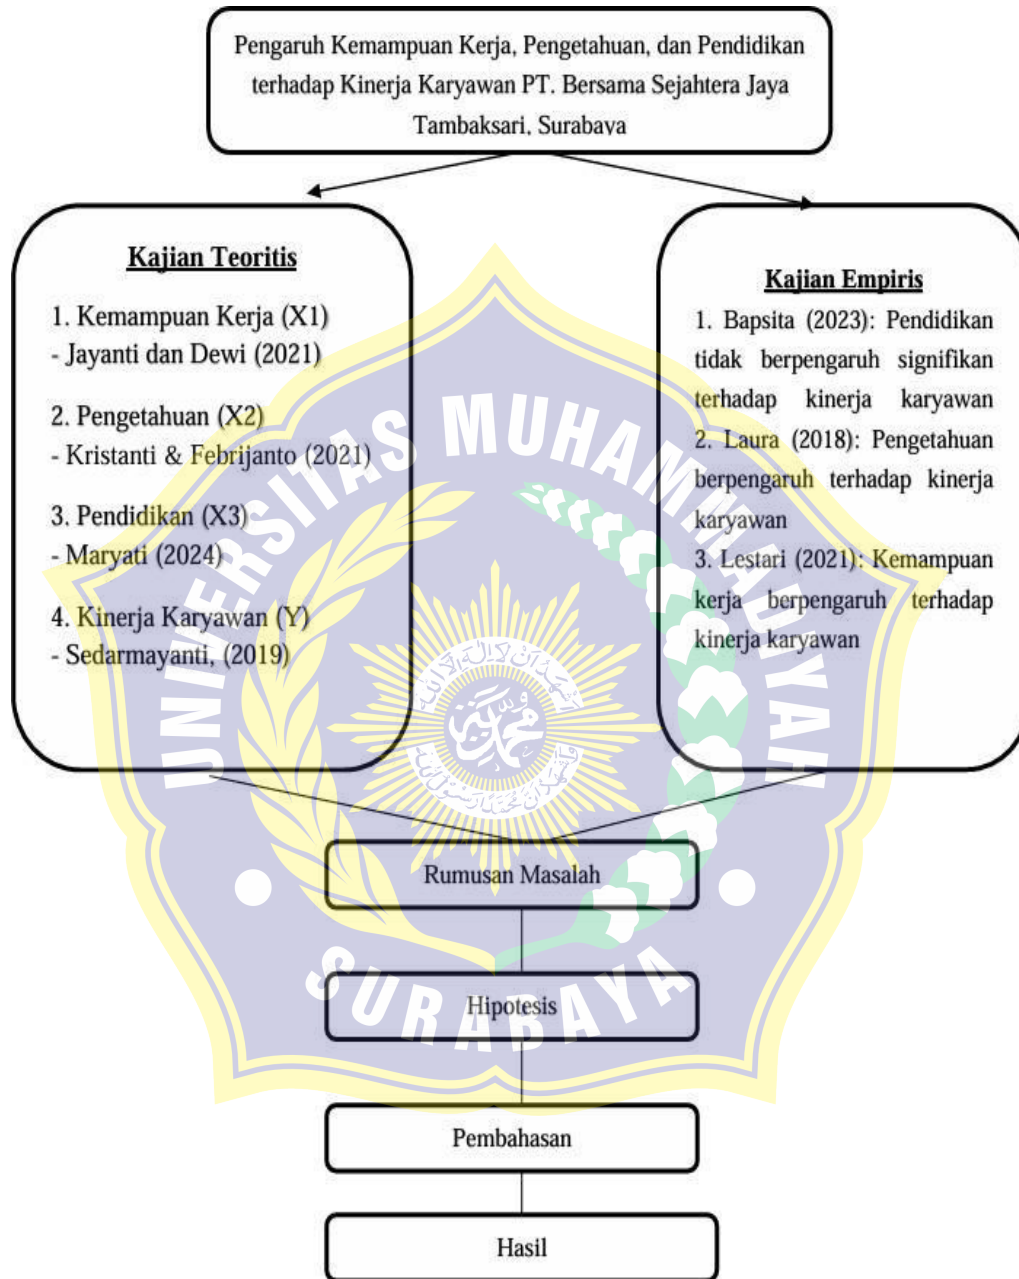 Pengaruh Kemampuan Kerja, Pengetahuan, dan Pendidikan
terhadap Kinerja Karyawan PT. Bersama Sejahtera Jaya
Tambaksari, Surabaya
Kajian Teoritis
1. Kemampuan Kerja (X1)
- Jayanti dan Dewi (2021)
2. Pengetahuan (X2)
- Kristanti & Febrijanto (2021)
3. Pendidikan (X3)
- Maryati (2024)
4. Kinerja Karyawan (Y)
- Sedarmayanti, (2019)
Kajian Empiris
1. Bapsita (2023): Pendidikan
tidak berpengaruh signifikan
terhadap kinerja karyawan
2. Laura (2018): Pengetahuan
berpengaruh terhadap kinerja
karyawan
3. Lestari (2021): Kemampuan
kerja berpengaruh terhadap
kinerja karyawan
UNIVERSITAS MUHAMMADIYAH
SURABAYA
محمد
Rumusan Masalah
Hipotesis
Pembahasan
Hasil